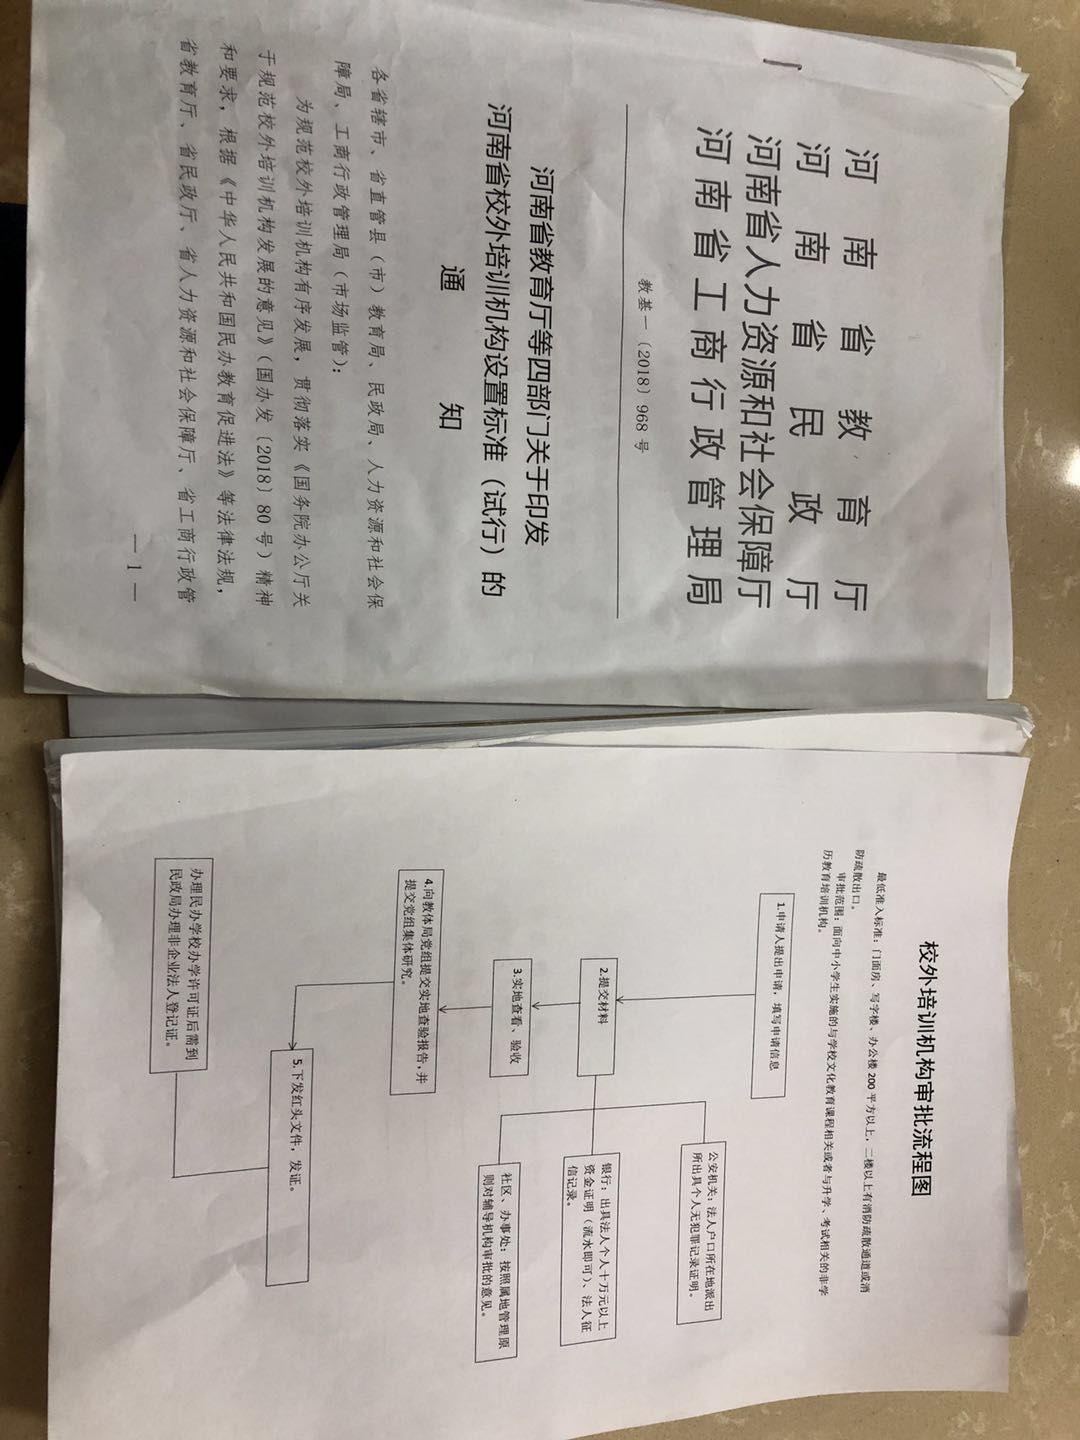 河南省教育厅
河南省民政厅
河南省人力资源和社会保障厅
河南省工商行政管理局
教基一〔2018〕968号
河南省教育厅等四部门关于印发
河南省校外培训机构设置标准（试行）的
通知
各省辖市、省直管县（市）教育局、民政局、人力资源和社会保
障局、工商行政管理局（市场监管）：
为规范校外培训机构有序发展，贯彻落实《国务院办公厅关
于规范校外培训机构发展的意见》（国办发〔2018〕80号）精神
和要求，根据《中华人民共和国民办教育促进法》等法律法规，
省教育厅、省民政厅、省人力资源和社会保障厅、省工商行政管
— 1 —
校外培训机构审批流程图
最低准入标准：门面房、写字楼、办公楼200平方以上，二楼以上有消防疏散通道或消
防疏散出口。
审批范围：面向中小学生实施的与学校文化教育课程相关或者与升学、考试相关的非学
历教育培训机构。
1.申请人提出申请，填写申请信息
2.提交材料
公安机关：法人户口所在地派出
所出具个人无犯罪记录证明。
银行：出具法人个人十万元以上
资金证明（流水即可）、法人征
信记录。
社区、办事处：按照属地管理原
则对辅导机构审批的意见。
3.实地查看、验收
4.向教体局党组提交实地查验报告，并
提交党组集体研究。
5.下发红头文件，发证。
办理民办学校办学许可证后需到
民政局办理非企业法人登记证。